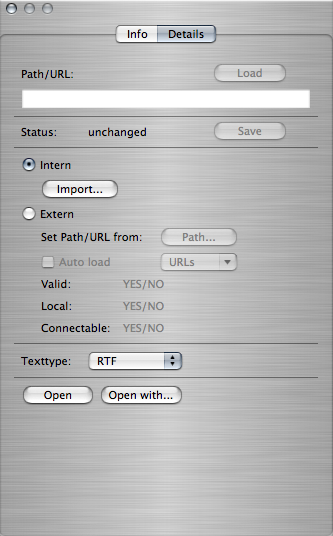 Info Details
Path/URL: Load
Status: unchanged Save
Intern
Import...
Extern
Set Path/URL from: Path...
Auto load URLs
Valid: YES/NO
Local: YES/NO
Connectable: YES/NO
Texttype: RTF
Open Open with...